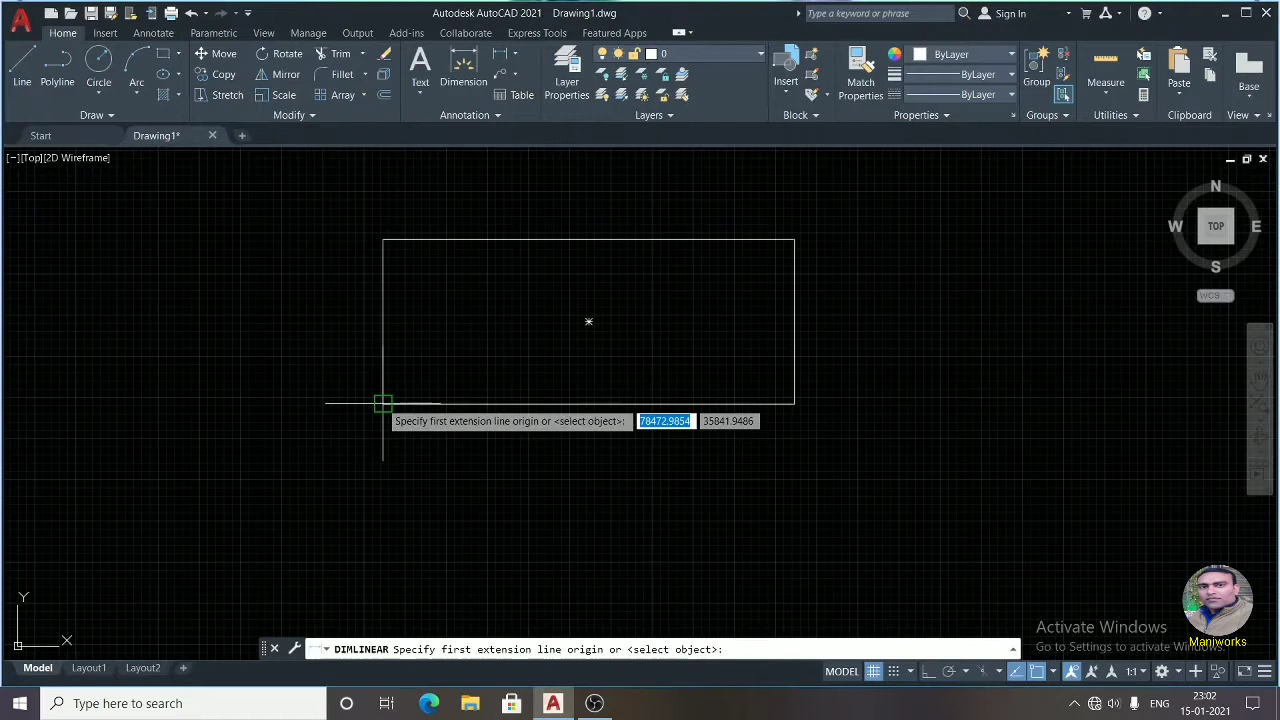 Autodesk AutoCAD 2021 Drawing1.dwg
Type a keyword or phrase
Sign In
Home Insert Annotate Parametric View Manage Output Add-ins Collaborate Express Tools Featured Apps
Line Polyline Circle Arc
Move Rotate Trim
Copy Mirror Fillet
Stretch Scale Array
Text Dimension Table
Layer Properties
0
Insert
Match Properties
ByLayer
ByLayer
ByLayer
Group
Measure
Paste
Base
Draw Modify Annotation Layers Block Properties Groups Utilities Clipboard View
Start Drawing1*
[−][Top][2D Wireframe]
N
W TOP E
S
WCS
Specify first extension line origin or <select object>: 78472.9854 35841.9486
Y
X
Maniworks
Activate Windows
Go to Settings to activate Windows.
DIMLINEAR Specify first extension line origin or <select object>:
Model Layout1 Layout2
MODEL 1:1
Type here to search
ENG
23:02
15-01-2021